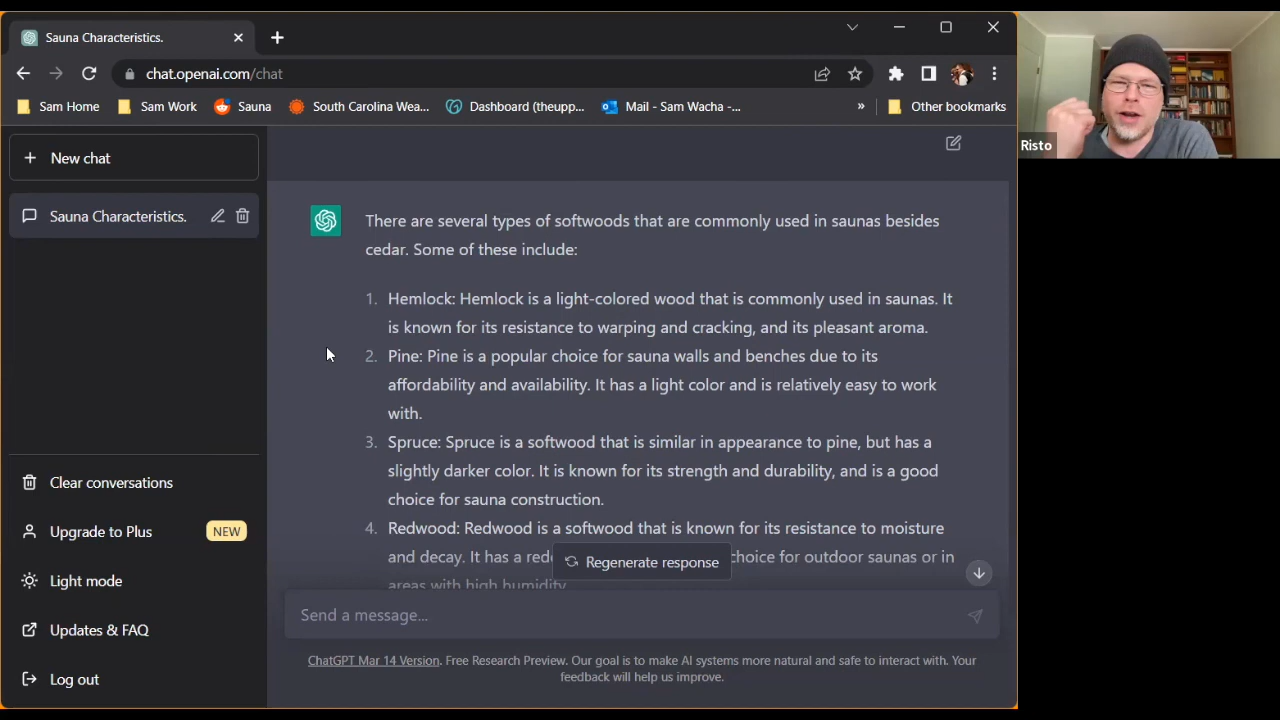 Sauna Characteristics.
chat.openai.com/chat
Sam Home
Sam Work
Sauna
South Carolina Wea...
Dashboard (theupp...
Mail - Sam Wacha -...
»
Other bookmarks
+ New chat
Sauna Characteristics.
Clear conversations
Upgrade to Plus NEW
Light mode
Updates & FAQ
Log out
There are several types of softwoods that are commonly used in saunas besides
cedar. Some of these include:
1. Hemlock: Hemlock is a light-colored wood that is commonly used in saunas. It
is known for its resistance to warping and cracking, and its pleasant aroma.
2. Pine: Pine is a popular choice for sauna walls and benches due to its
affordability and availability. It has a light color and is relatively easy to work
with.
3. Spruce: Spruce is a softwood that is similar in appearance to pine, but has a
slightly darker color. It is known for its strength and durability, and is a good
choice for sauna construction.
4. Redwood: Redwood is a softwood that is known for its resistance to moisture
and decay. It has a red choice for outdoor saunas or in
areas with high humidity
Regenerate response
Send a message...
ChatGPT Mar 14 Version. Free Research Preview. Our goal is to make AI systems more natural and safe to interact with. Your
feedback will help us improve.
Risto